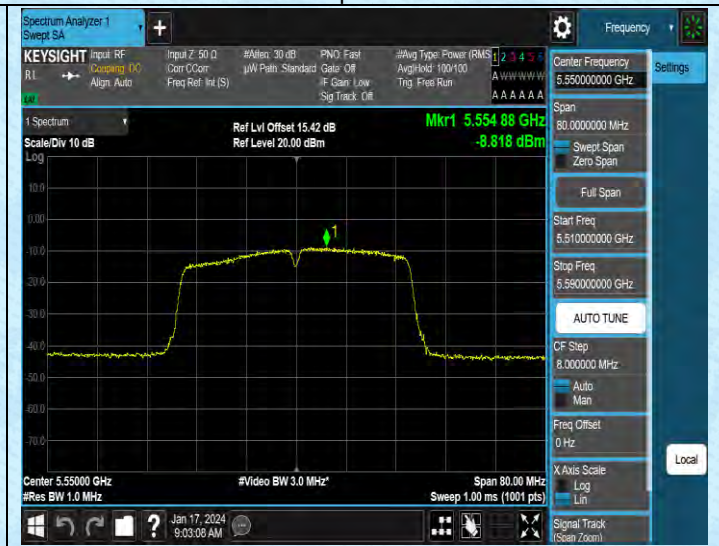 Spectrum Analyzer 1
Swept SA
+
Frequency
KEYSIGHT
Input: RF
Coupling: DC
Align: Auto
Input Z: 50 Ω
Corr CCorr
Freq Ref: Int (S)
#Atten: 30 dB
µW Path: Standard
PNO: Fast
Gate: Off
IF Gain: Low
Sig Track: Off
#Avg Type: Power (RMS
Avg|Hold: 100/100
Trig: Free Run
1 2 3 4 5 6
A W W W W W
A A A A A A
Center Frequency
5.550000000 GHz
Settings
1 Spectrum
Scale/Div 10 dB
Log
Ref Lvl Offset 15.42 dB
Ref Level 20.00 dBm
Mkr1 5.554 88 GHz
-8.818 dBm
10.0
0.00
-10.0
-20.0
-30.0
-40.0
-50.0
-60.0
-70.0
1
Span
80.0000000 MHz
Swept Span
Zero Span
Full Span
Start Freq
5.510000000 GHz
Stop Freq
5.590000000 GHz
AUTO TUNE
CF Step
8.000000 MHz
Auto
Man
Freq Offset
0 Hz
X Axis Scale
Log
Lin
Signal Track
(Span Zoom)
Local
Center 5.55000 GHz
#Res BW 1.0 MHz
#Video BW 3.0 MHz*
Span 80.00 MHz
Sweep 1.00 ms (1001 pts)
?
Jan 17, 2024
9:03:08 AM